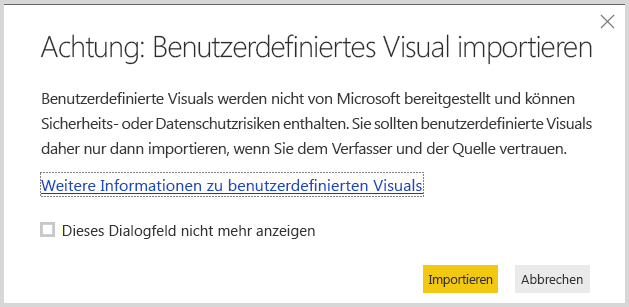 Achtung: Benutzerdefiniertes Visual importieren
Benutzerdefinierte Visuals werden nicht von Microsoft bereitgestellt und können
Sicherheits- oder Datenschutzrisiken enthalten. Sie sollten benutzerdefinierte Visuals
daher nur dann importieren, wenn Sie dem Verfasser und der Quelle vertrauen.
Weitere Informationen zu benutzerdefinierten Visuals
Dieses Dialogfeld nicht mehr anzeigen
Importieren Abbrechen